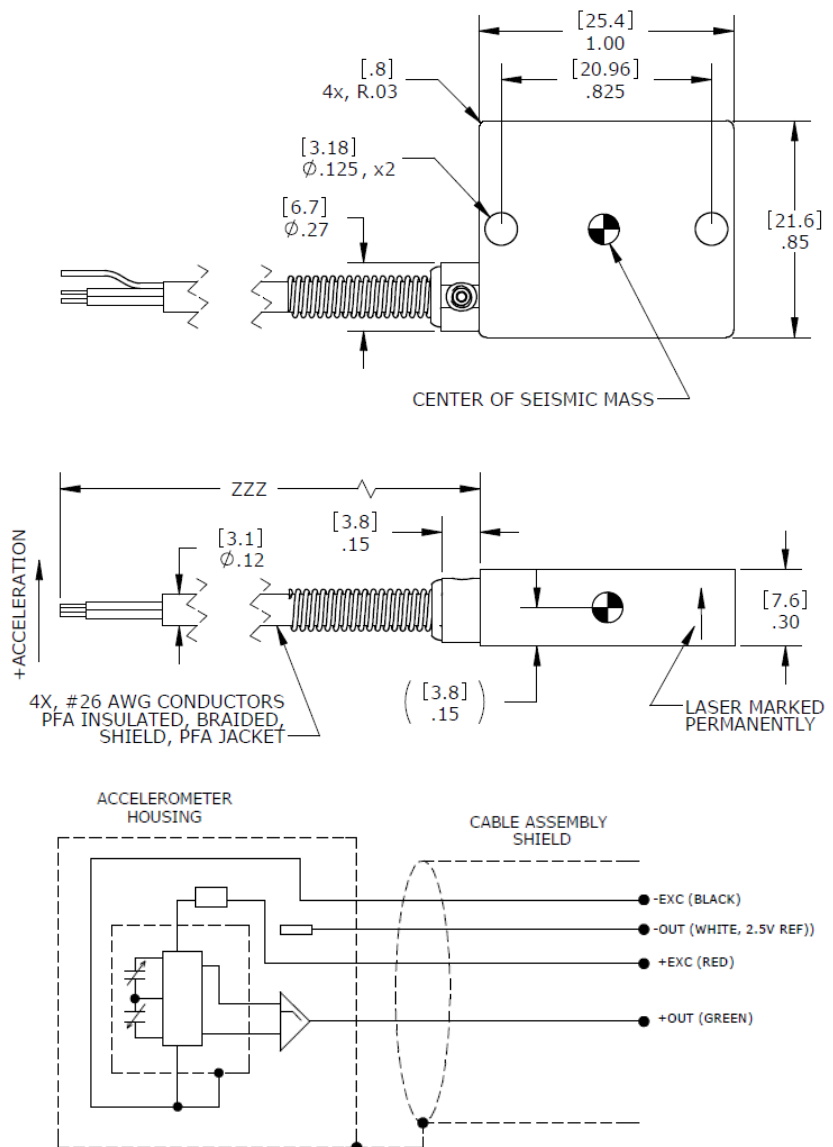 [25.4]
1.00
[.8]
4x, R.03
[20.96]
.825
[3.18]
Ø.125, x2
[6.7]
Ø.27
[21.6]
.85
CENTER OF SEISMIC MASS
ZZZ
[3.8]
.15
[3.1]
Ø.12
+ACCELERATION
[7.6]
.30
4X, #26 AWG CONDUCTORS
PFA INSULATED, BRAIDED,
SHIELD, PFA JACKET
([3.8]
.15)
LASER MARKED
PERMANENTLY
ACCELEROMETER
HOUSING
CABLE ASSEMBLY
SHIELD
-EXC (BLACK)
-OUT (WHITE, 2.5V REF))
+EXC (RED)
+OUT (GREEN)